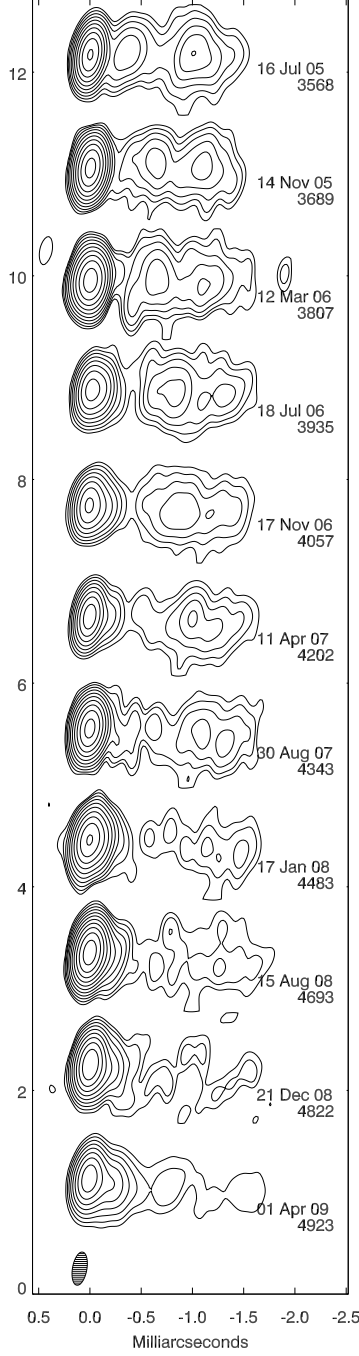 12
16 Jul 05
3568
14 Nov 05
3689
10
12 Mar 06
3807
18 Jul 06
3935
8
17 Nov 06
4057
11 Apr 07
4202
6
30 Aug 07
4343
17 Jan 08
4483
4
15 Aug 08
4693
2
21 Dec 08
4822
01 Apr 09
4923
0
0.5 0.0 -0.5 -1.0 -1.5 -2.0 -2.5
Milliarcseconds